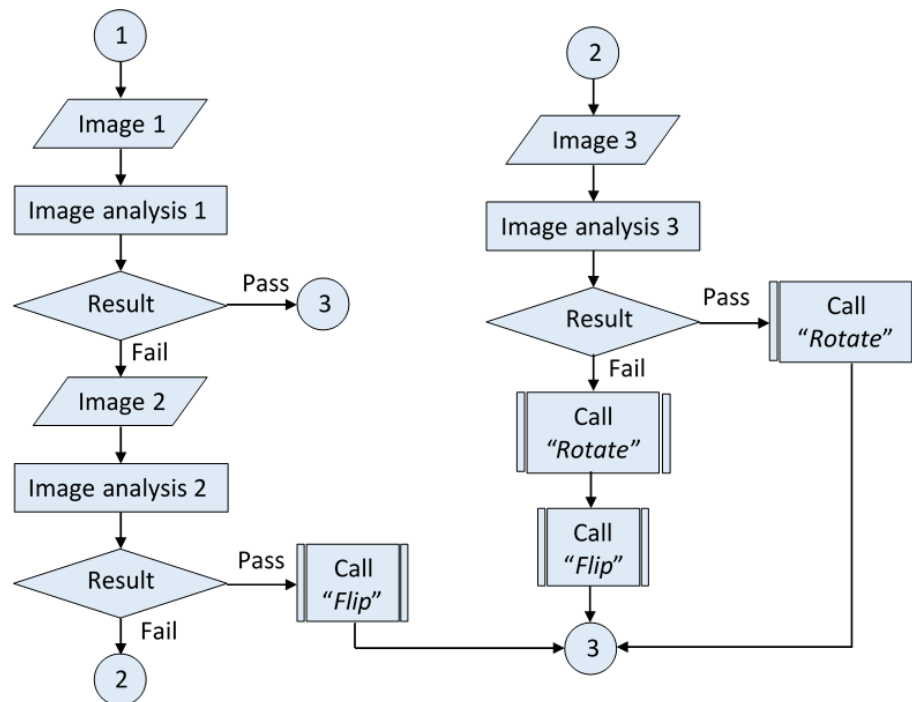 1
Image 1
Image analysis 1
Result
Pass
3
Fail
Image 2
Image analysis 2
Result
Pass
Call
“Flip”
Fail
2
2
Image 3
Image analysis 3
Result
Pass
Call
“Rotate”
Fail
Call
“Rotate”
Call
“Flip”
3